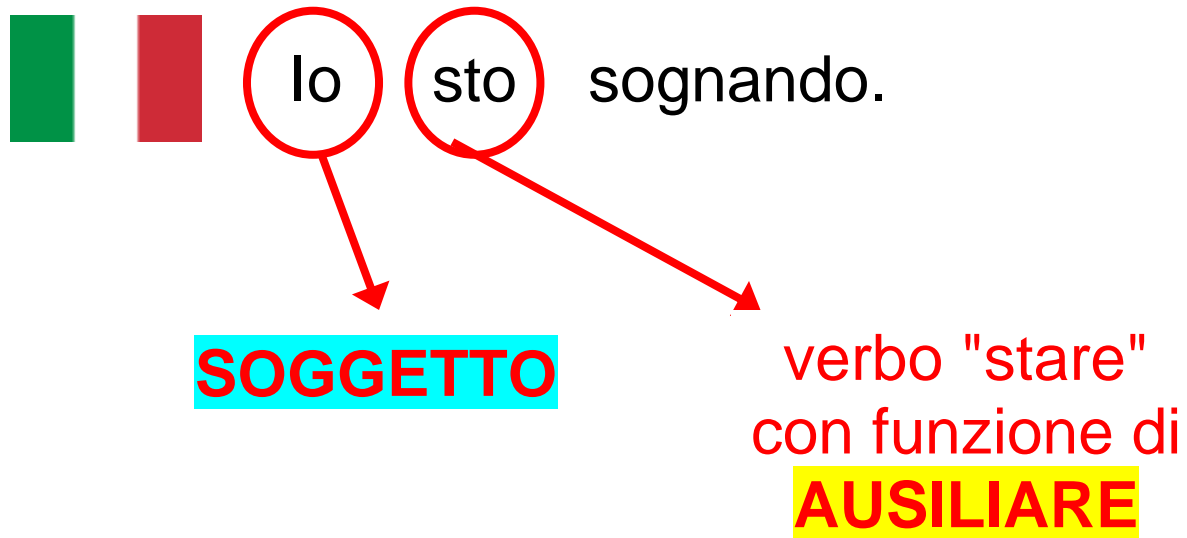 Io sto sognando.
SOGGETTO
verbo "stare"
con funzione di
AUSILIARE